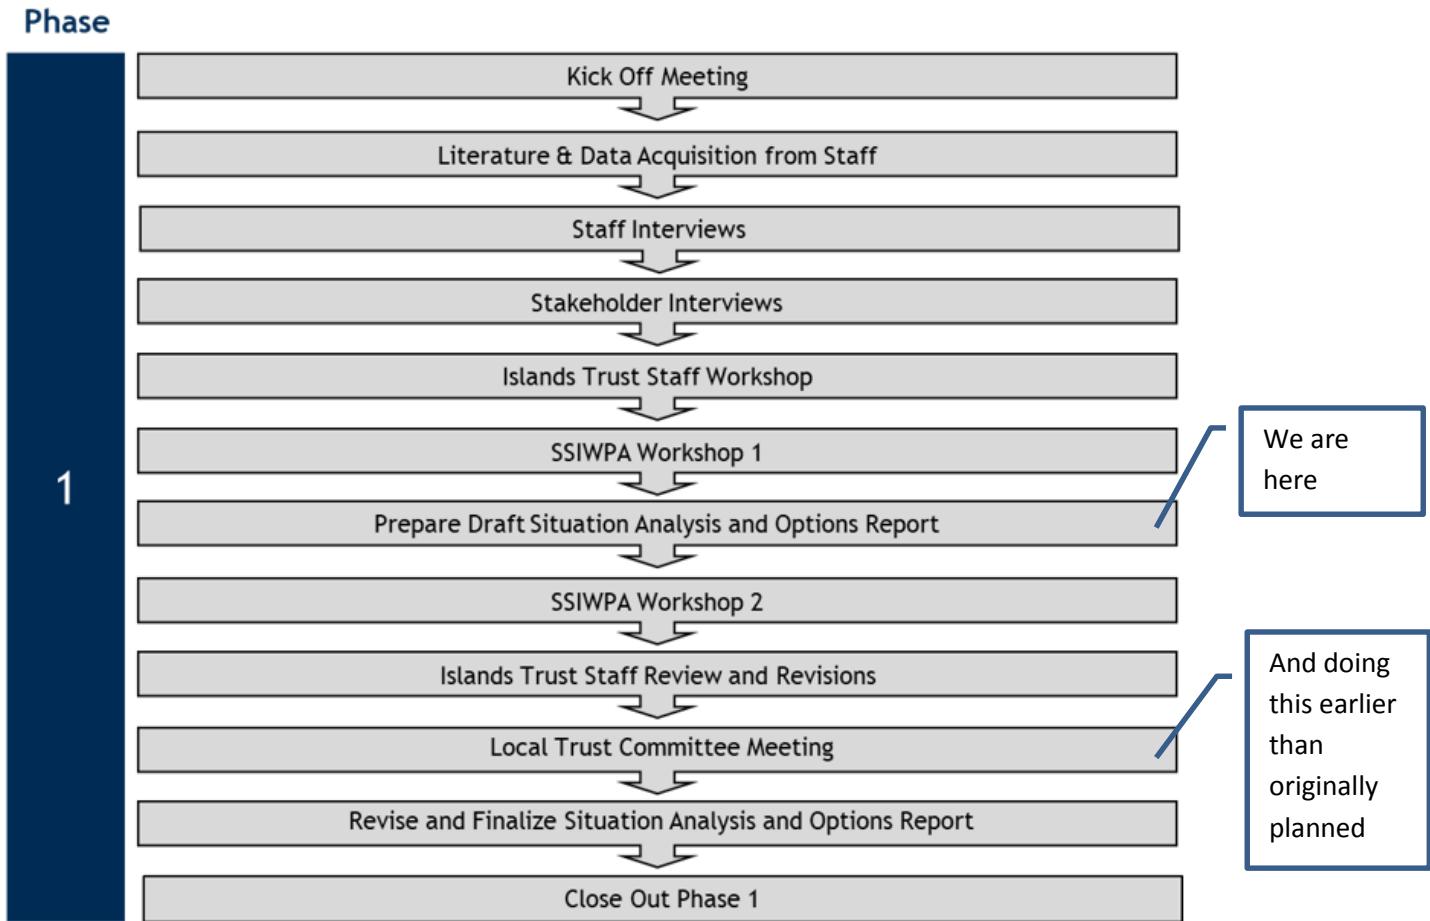 Phase
1
Kick Off Meeting
Literature & Data Acquisition from Staff
Staff Interviews
Stakeholder Interviews
Islands Trust Staff Workshop
SSIWPA Workshop 1
Prepare Draft Situation Analysis and Options Report
We are
here
SSIWPA Workshop 2
Islands Trust Staff Review and Revisions
Local Trust Committee Meeting
And doing
this earlier
than
originally
planned
Revise and Finalize Situation Analysis and Options Report
Close Out Phase 1